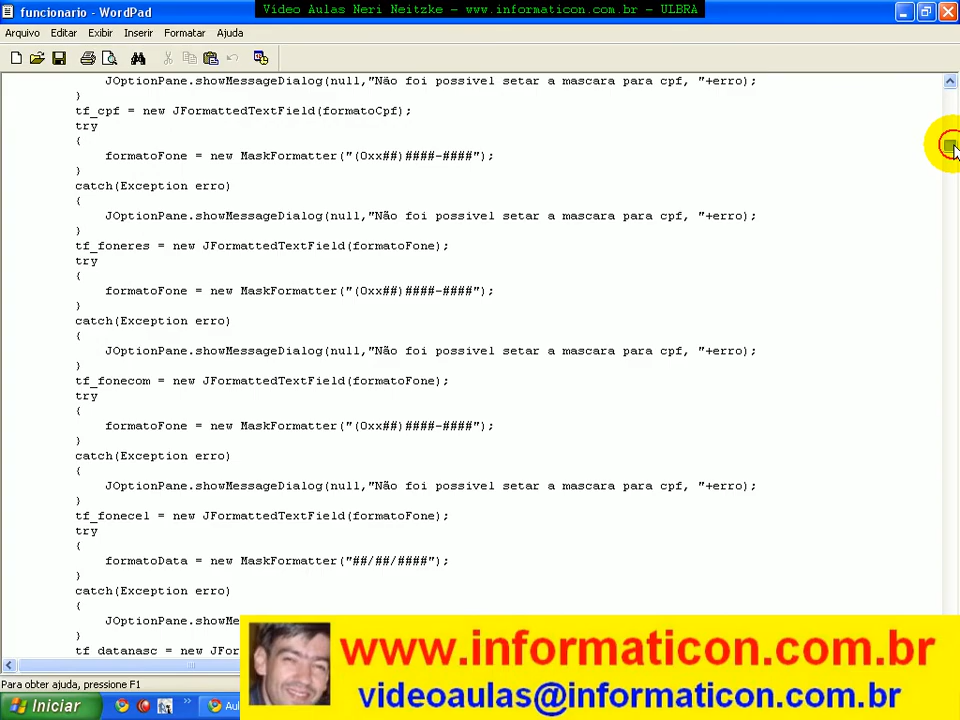 funcionario - WordPad
Video Aulas Neri Neitzke - www.informaticon.com.br - ULBRA
Arquivo Editar Exibir Inserir Formatar Ajuda
JOptionPane.showMessageDialog(null,"Não foi possivel setar a mascara para cpf, "+erro);
}
tf_cpf = new JFormattedTextField(formatoCpf);
try
{
formatoFone = new MaskFormatter("(0xx##)####-####");
}
catch(Exception erro)
{
JOptionPane.showMessageDialog(null,"Não foi possivel setar a mascara para cpf, "+erro);
}
tf_foneres = new JFormattedTextField(formatoFone);
try
{
formatoFone = new MaskFormatter("(0xx##)####-####");
}
catch(Exception erro)
{
JOptionPane.showMessageDialog(null,"Não foi possivel setar a mascara para cpf, "+erro);
}
tf_fonecom = new JFormattedTextField(formatoFone);
try
{
formatoFone = new MaskFormatter("(0xx##)####-####");
}
catch(Exception erro)
{
JOptionPane.showMessageDialog(null,"Não foi possivel setar a mascara para cpf, "+erro);
}
tf_fonecel = new JFormattedTextField(formatoFone);
try
{
formatoData = new MaskFormatter("##/##/####");
}
catch(Exception erro)
{
JOptionPane.showMe
}
tf_datanasc = new JFor
www.informaticon.com.br
videoaulas@informaticon.com.br
Para obter ajuda, pressione F1
Iniciar
Au